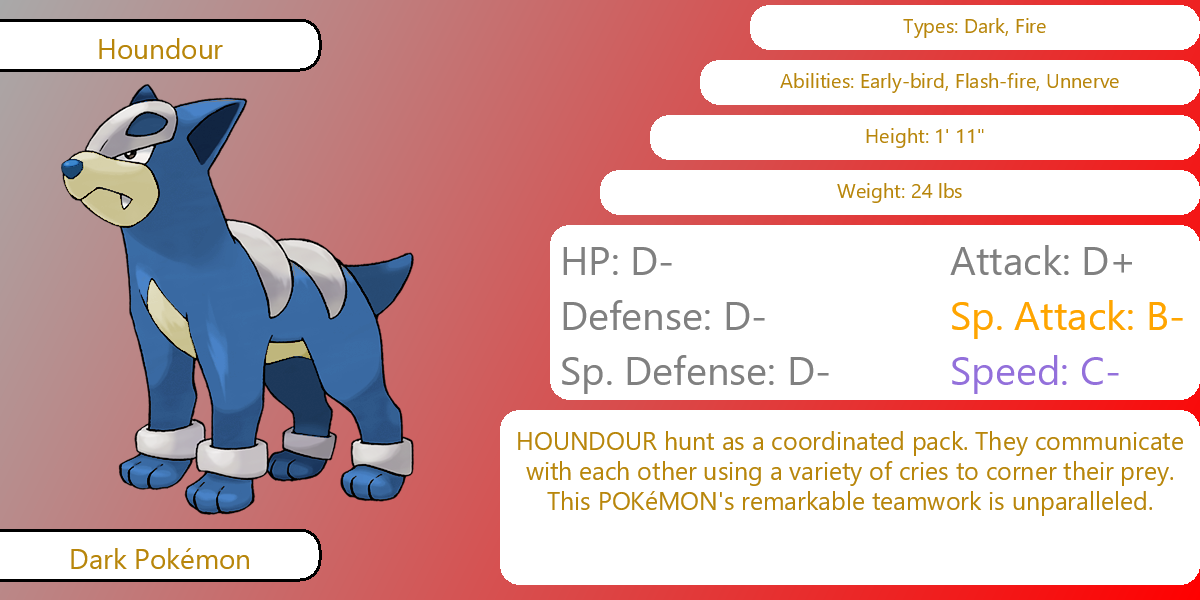 Houndour
Types: Dark, Fire
Abilities: Early-bird, Flash-fire, Unnerve
Height: 1' 11"
Weight: 24 lbs
HP: D-
Attack: D+
Defense: D-
Sp. Attack: B-
Sp. Defense: D-
Speed: C-
HOUNDOUR hunt as a coordinated pack. They communicate
with each other using a variety of cries to corner their prey.
This POKéMON's remarkable teamwork is unparalleled.
Dark Pokémon